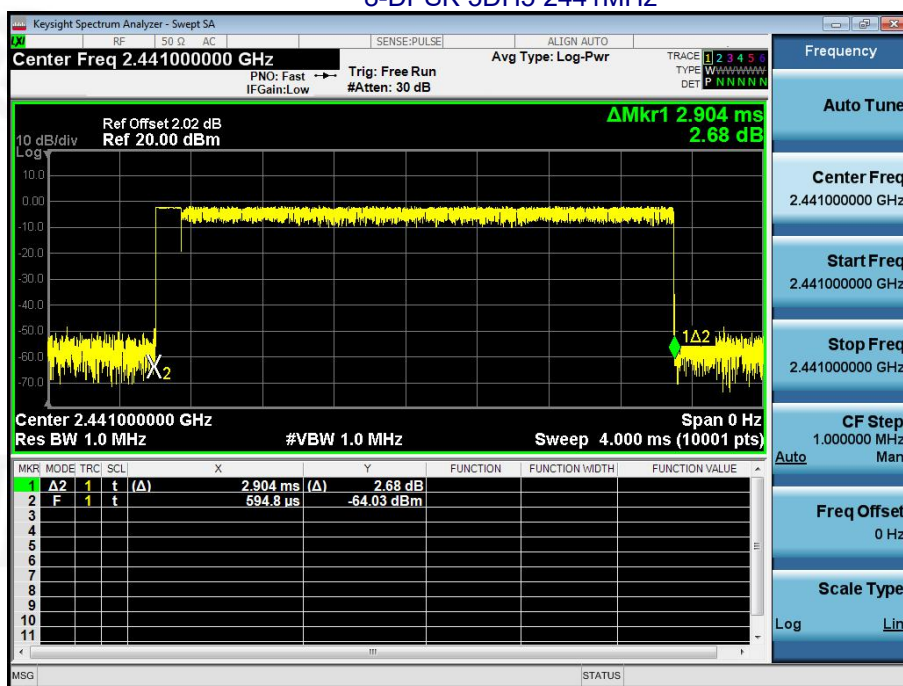 8-DPSK 3DH5 2441MHz
Keysight Spectrum Analyzer - Swept SA
LXI RF 50 Ω AC SENSE:PULSE ALIGN AUTO
Center Freq 2.441000000 GHz
PNO: Fast
IFGain:Low
Trig: Free Run
#Atten: 30 dB
Avg Type: Log-Pwr
TRACE 1 2 3 4 5 6
TYPE WWWWWW
DET P N N N N N
ΔMkr1 2.904 ms
2.68 dB
Ref Offset 2.02 dB
10 dB/div Ref 20.00 dBm
Log
10.0
0.00
-10.0
-20.0
-30.0
-40.0
-50.0
-60.0
-70.0
1Δ2
X2
Center 2.441000000 GHz Span 0 Hz
Res BW 1.0 MHz #VBW 1.0 MHz Sweep 4.000 ms (10001 pts)
MKR MODE TRC SCL X Y FUNCTION FUNCTION WIDTH FUNCTION VALUE
1 Δ2 1 t (Δ) 2.904 ms (Δ) 2.68 dB
2 F 1 t 594.8 µs -64.03 dBm
3
4
5
6
7
8
9
10
11
MSG STATUS
Frequency
Auto Tune
Center Freq
2.441000000 GHz
Start Freq
2.441000000 GHz
Stop Freq
2.441000000 GHz
CF Step
1.000000 MHz
Auto Man
Freq Offset
0 Hz
Scale Type
Log Lin